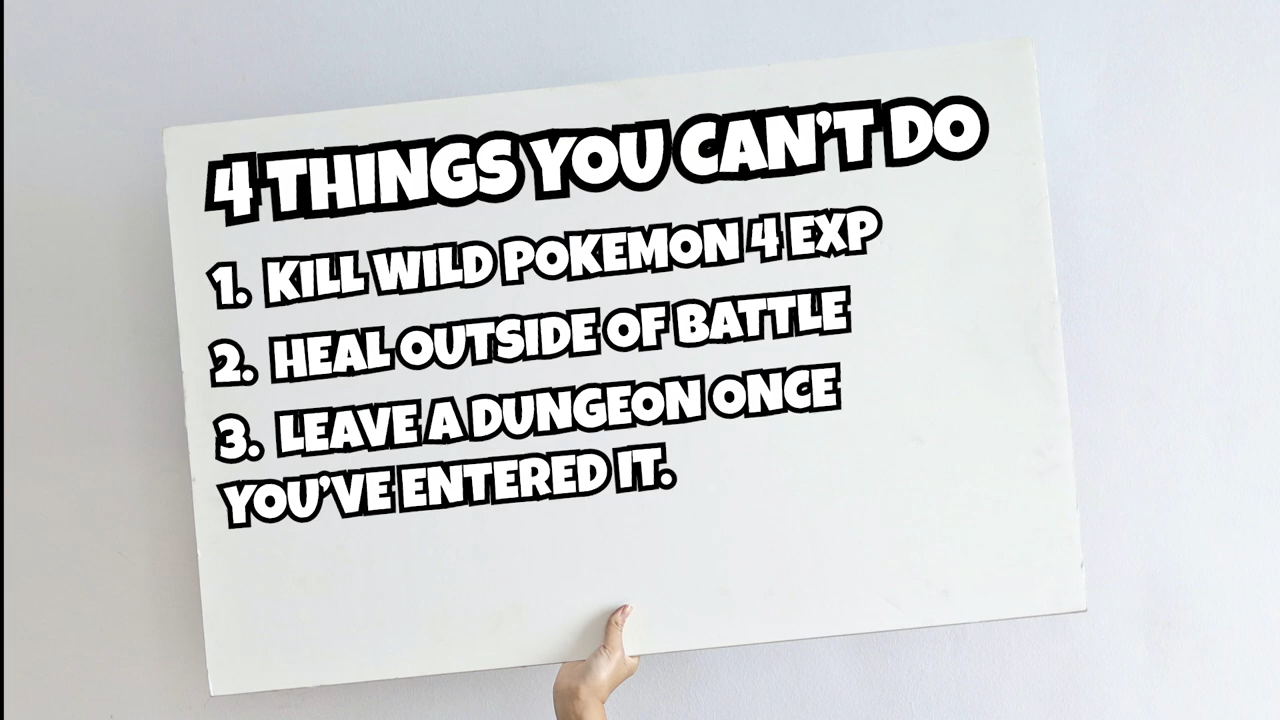 4 THINGS YOU CAN'T DO
1. KILL WILD POKEMON 4 EXP
2. HEAL OUTSIDE OF BATTLE
3. LEAVE A DUNGEON ONCE
YOU'VE ENTERED IT.